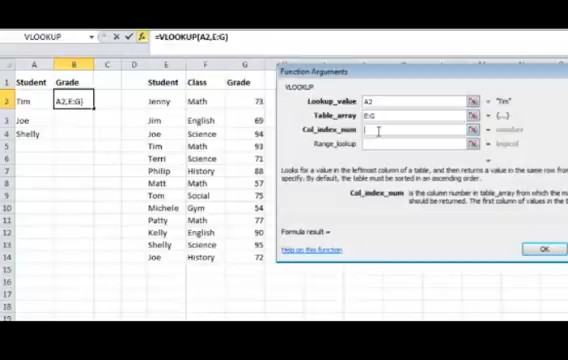 VLOOKUP =VLOOKUP(A2,E:G)
A B C D E F G
1 Student Grade Student Class Grade
2 Tim A2,E:G) Jenny Math 73
3 Joe Jim English 69
4 Shelly Joe Science 94
5 Tim Math 93
6 Terri Science 71
7 Philip History 88
8 Matt Math 57
9 Tom Social 75
10 Michele Gym 54
11 Patty Math 77
12 Kelly English 90
13 Shelly Science 95
14 Joe History 72
15
16
17
18
Function Arguments
VLOOKUP
Lookup_value A2 = "Tim"
Table_array E:G = {...}
Col_index_num = number
Range_lookup = logical
=
Looks for a value in the leftmost column of a table, and then returns a value in the same row from
specify. By default, the table must be sorted in an ascending order.
Col_index_num is the column number in table_array from which the ma
should be returned. The first column of values in the
Formula result =
Help on this function
OK